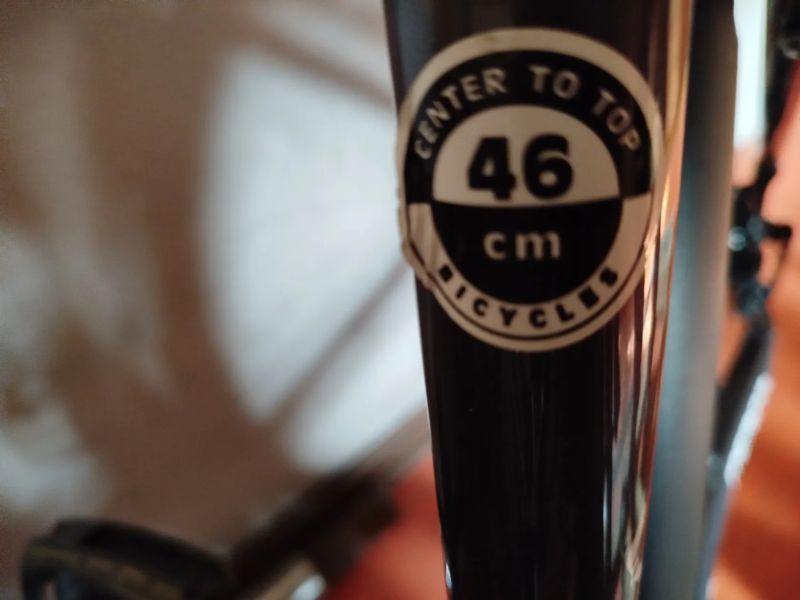 CENTER TO TOP
46
cm
BICYCLES